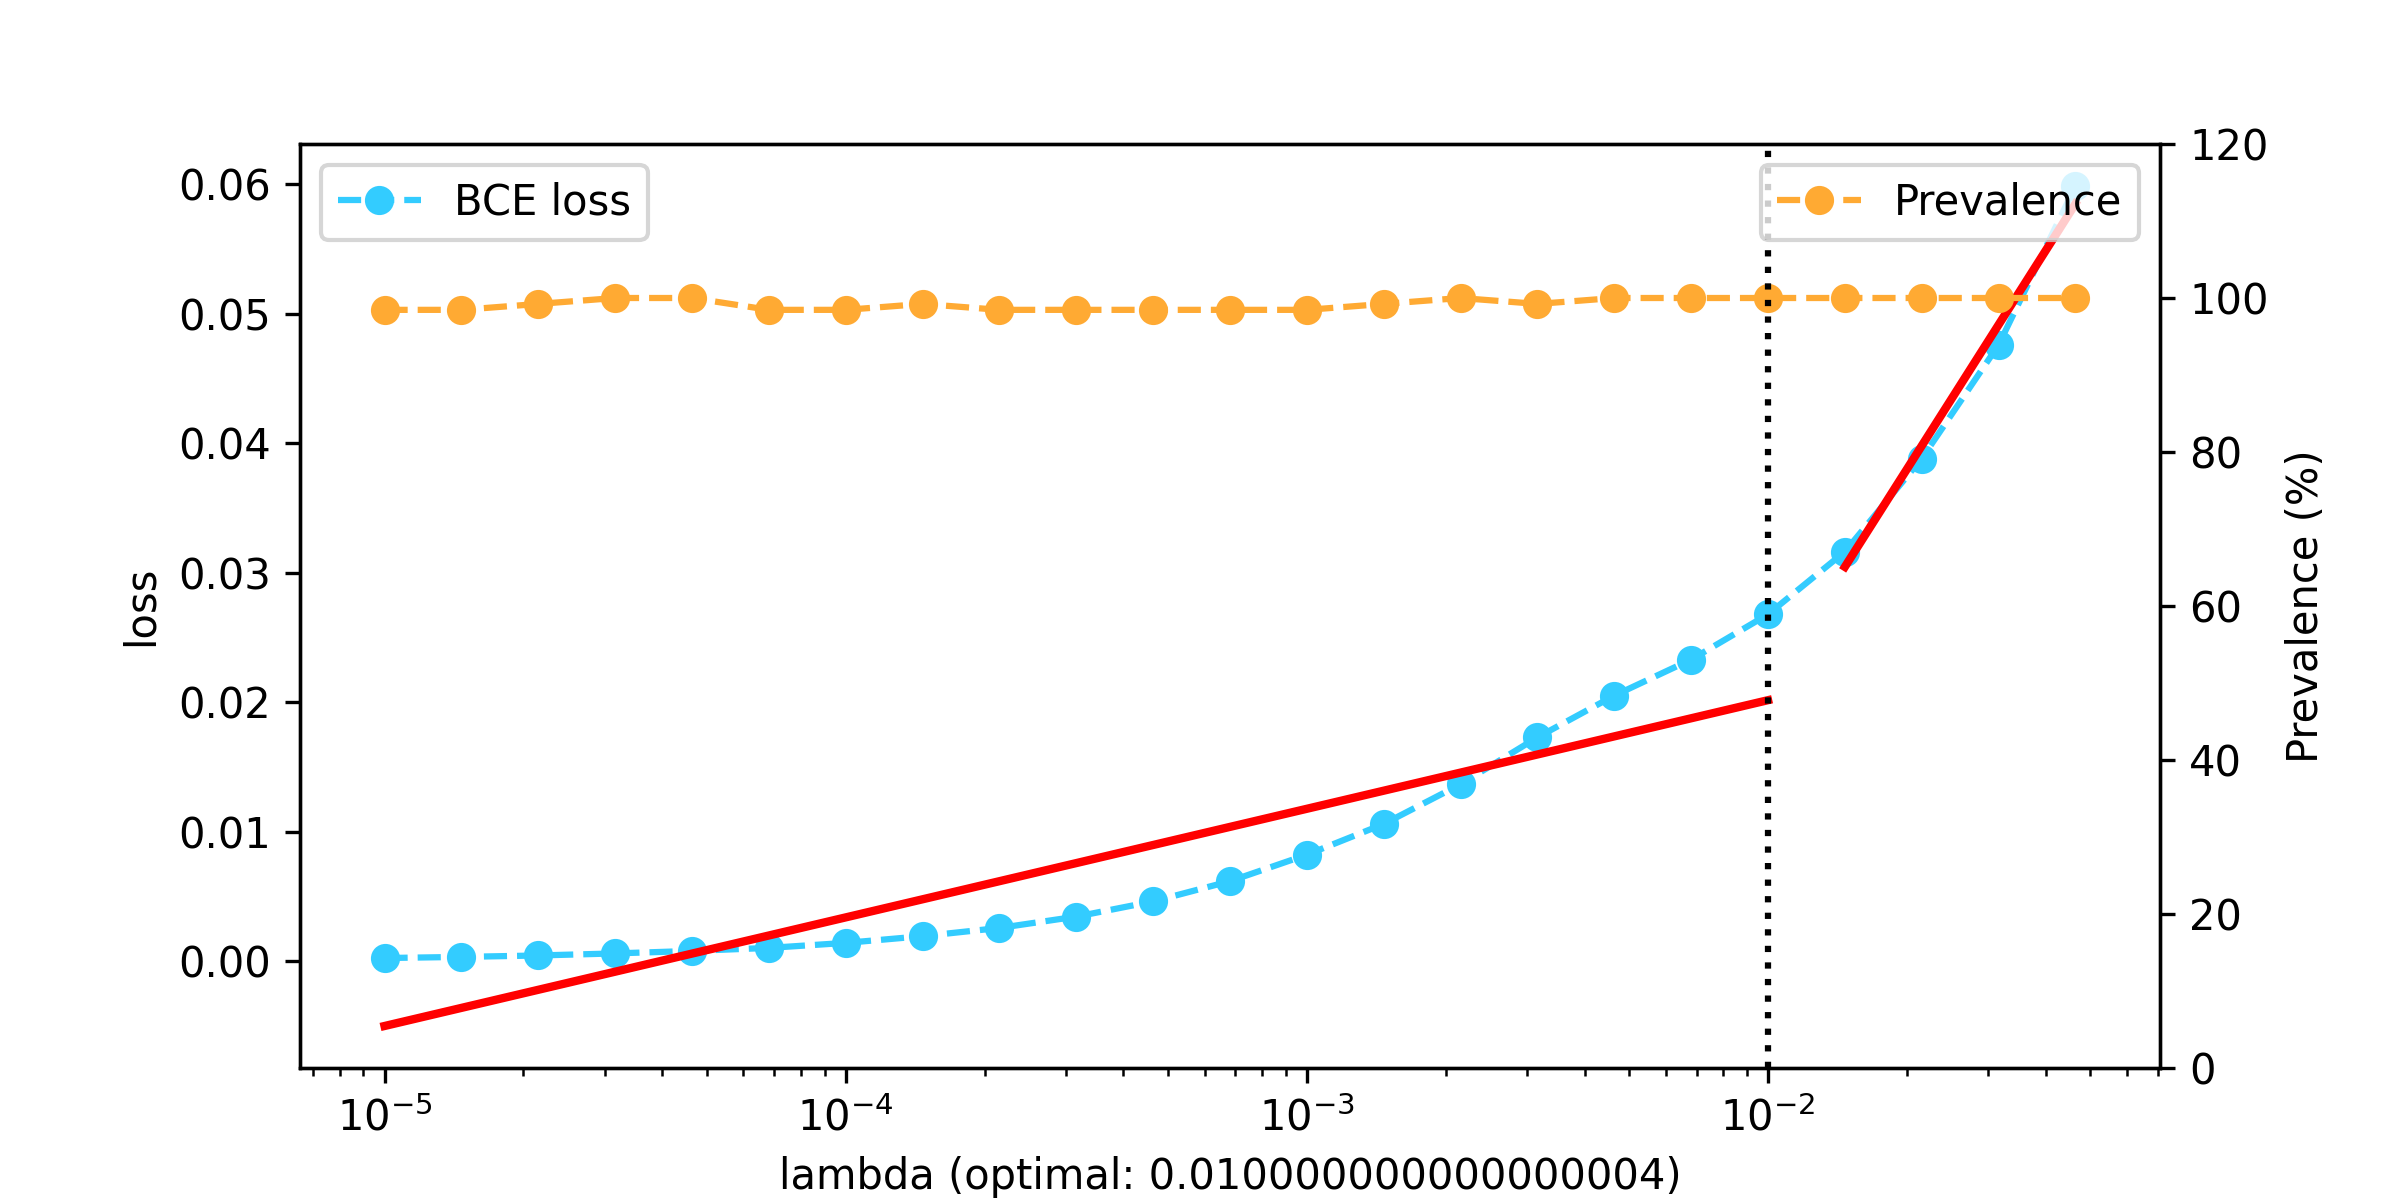 BCE loss
Prevalence
0.06
0.05
0.04
0.03
0.02
0.01
0.00
loss
120
100
80
60
40
20
0
Prevalence (%)
10⁻⁵ 10⁻⁴ 10⁻³ 10⁻²
lambda (optimal: 0.010000000000000004)